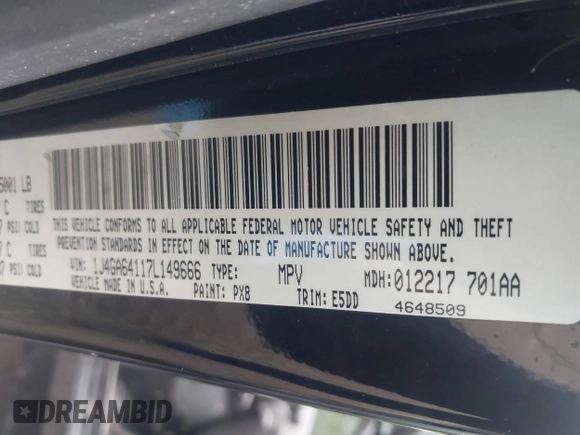 5001 LB
C TIRES
PSI) COLD
C TIRES
PSI) COLD
THIS VEHICLE CONFORMS TO ALL APPLICABLE FEDERAL MOTOR VEHICLE SAFETY AND THEFT
PREVENTION STANDARDS IN EFFECT ON THE DATE OF MANUFACTURE SHOWN ABOVE.
VIN: 1J4GA64117L149666 TYPE: MPV MDH: 012217 701AA
VEHICLE MADE IN U.S.A. PAINT: PX8 TRIM: E5DD 4648509
DREAMBID